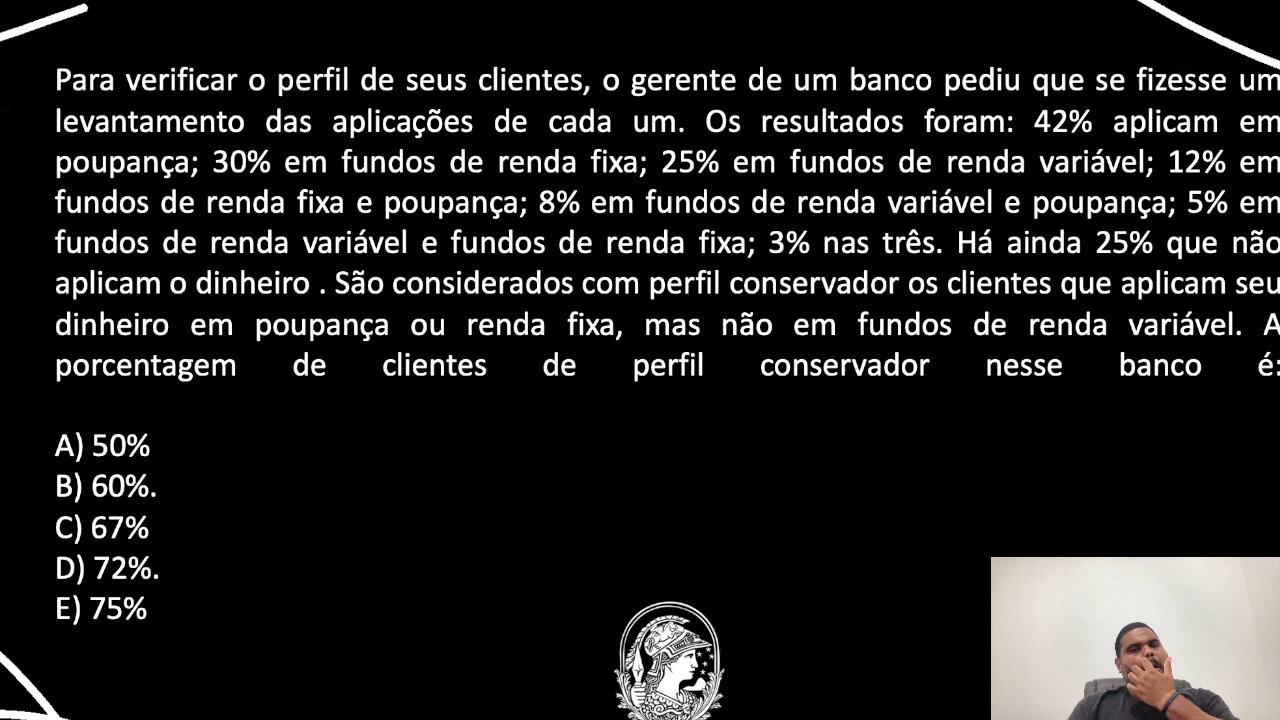 Para verificar o perfil de seus clientes, o gerente de um banco pediu que se fizesse um
levantamento das aplicações de cada um. Os resultados foram: 42% aplicam em
poupança; 30% em fundos de renda fixa; 25% em fundos de renda variável; 12% em
fundos de renda fixa e poupança; 8% em fundos de renda variável e poupança; 5% em
fundos de renda variável e fundos de renda fixa; 3% nas três. Há ainda 25% que não
aplicam o dinheiro . São considerados com perfil conservador os clientes que aplicam seu
dinheiro em poupança ou renda fixa, mas não em fundos de renda variável. A
porcentagem de clientes de perfil conservador nesse banco é:
A) 50%
B) 60%.
C) 67%
D) 72%.
E) 75%